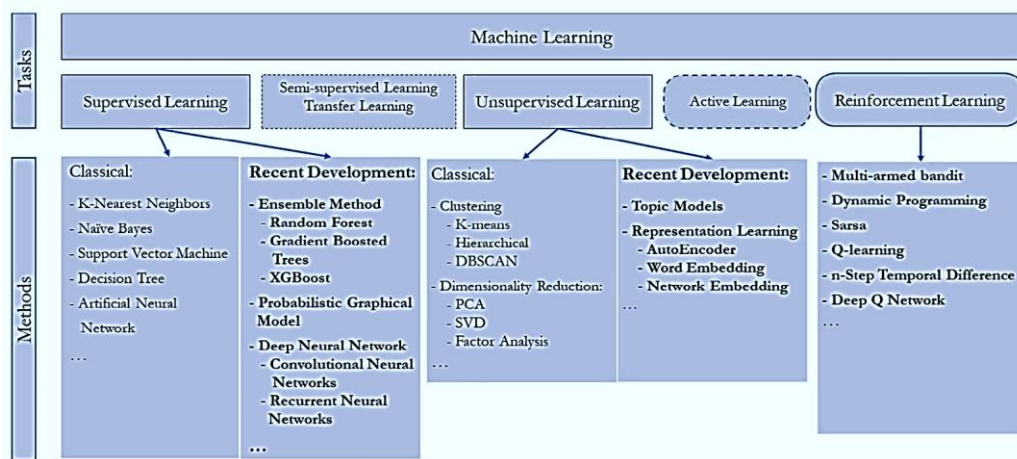 Tasks
Machine Learning
Supervised Learning
Semi-supervised Learning
Transfer Learning
Unsupervised Learning
Active Learning
Reinforcement Learning
Methods
Classical:
- K-Nearest Neighbors
- Naïve Bayes
- Support Vector Machine
- Decision Tree
- Artificial Neural
Network
…
Recent Development:
- Ensemble Method
- Random Forest
- Gradient Boosted
Trees
- XGBoost
- Probabilistic Graphical
Model
- Deep Neural Network
- Convolutional Neural
Networks
- Recurrent Neural
Networks
…
Classical:
- Clustering
- K-means
- Hierarchical
- DBSCAN
- Dimensionality Reduction:
- PCA
- SVD
- Factor Analysis
…
Recent Development:
- Topic Models
- Representation Learning
- AutoEncoder
- Word Embedding
- Network Embedding
…
- Multi-armed bandit
- Dynamic Programming
- Sarsa
- Q-learning
- n-Step Temporal Difference
- Deep Q Network
…